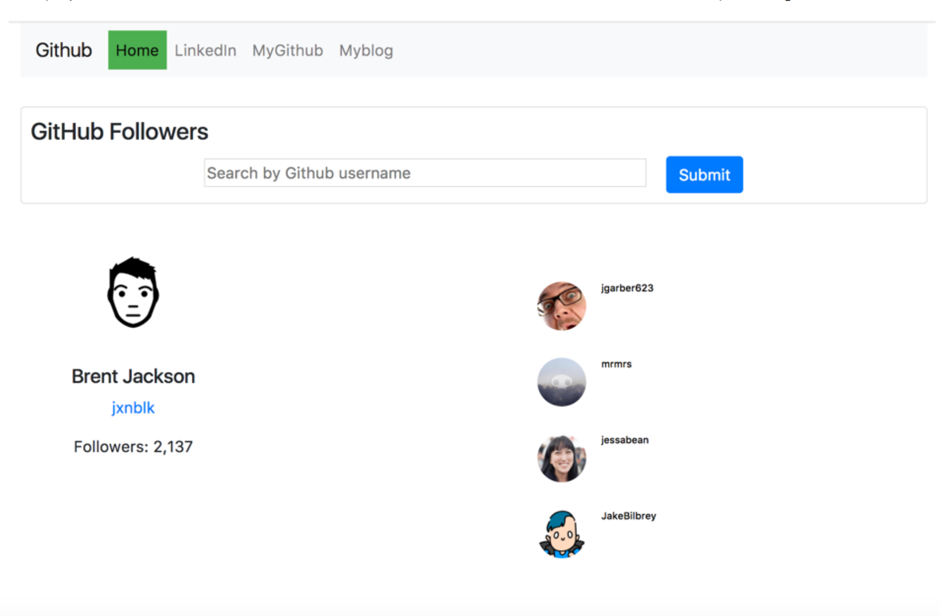 Github Home LinkedIn MyGithub Myblog
GitHub Followers
Search by Github username Submit
Brent Jackson
jxnblk
Followers: 2,137
jgarber623
mrmrs
jessabean
JakeBilbrey